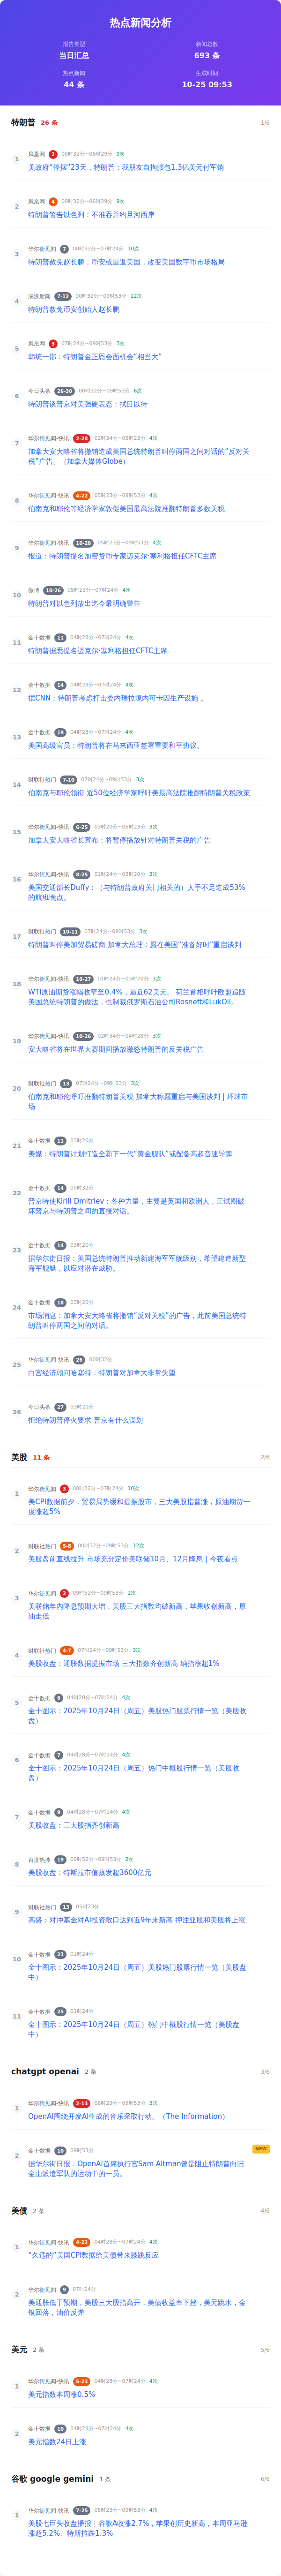 热点新闻分析
报告类型
当日汇总
新闻总数
693 条
热点新闻
44 条
生成时间
10-25 09:53
特朗普 26 条 1/6
1
凤凰网 2 00时32分~06时29分 9次
美政府“停摆”23天，特朗普：我朋友自掏腰包1.3亿美元付军饷
2
凤凰网 4 00时32分~06时29分 9次
特朗普警告以色列：不准吞并约旦河西岸
3
华尔街见闻 7 00时32分~07时24分 10次
特朗普赦免赵长鹏，币安或重返美国，改变美国数字币市场格局
4
澎湃新闻 7-12 00时32分~09时53分 12次
特朗普赦免币安创始人赵长鹏
5
凤凰网 3 07时24分~09时53分 3次
韩统一部：特朗普金正恩会面机会“相当大”
6
今日头条 26-30 00时32分~09时53分 6次
特朗普谈普京对美强硬表态：拭目以待
7
华尔街见闻-快讯 2-28 02时34分~05时23分 4次
加拿大安大略省将撤销造成美国总统特朗普叫停两国之间对话的“反对关
税”广告。（加拿大媒体Globe）
8
华尔街见闻-快讯 4-22 05时23分~09时53分 4次
伯南克和耶伦等经济学家敦促美国最高法院推翻特朗普多数关税
9
华尔街见闻-快讯 10-28 05时23分~09时53分 4次
报道：特朗普提名加密货币专家迈克尔·塞利格担任CFTC主席
10
微博 10-26 05时23分~07时24分 4次
特朗普对以色列放出迄今最明确警告
11
金十数据 11 04时28分~07时24分 4次
特朗普据悉提名迈克尔·塞利格担任CFTC主席
12
金十数据 14 04时28分~07时24分 4次
据CNN：特朗普考虑打击委内瑞拉境内可卡因生产设施 。
13
金十数据 19 04时28分~07时24分 4次
美国高级官员：特朗普将在马来西亚签署重要和平协议。
14
财联社热门 7-10 07时24分~09时53分 3次
伯南克与耶伦领衔 近50位经济学家呼吁美最高法院推翻特朗普关税政策
15
华尔街见闻-快讯 6-25 03时20分~05时23分 3次
加拿大安大略省长宣布：将暂停播放针对特朗普关税的广告
16
华尔街见闻-快讯 8-25 01时24分~03时20分 3次
美国交通部长Duffy：（与特朗普政府关门相关的）人手不足造成53%
的航班晚点。
17
财联社热门 10-11 07时24分~09时53分 3次
特朗普叫停美加贸易磋商 加拿大总理：愿在美国“准备好时”重启谈判
18
华尔街见闻-快讯 10-27 01时24分~03时20分 3次
WTI原油期货涨幅收窄至0.4%，逼近62美元。 荷兰首相呼吁欧盟追随
美国总统特朗普的做法，也制裁俄罗斯石油公司Rosneft和LukOil。
19
华尔街见闻-快讯 10-26 02时34分~04时28分 3次
安大略省将在世界大赛期间播放激怒特朗普的反关税广告
20
财联社热门 13 07时24分~09时53分 3次
伯南克和耶伦呼吁推翻特朗普关税 加拿大称愿重启与美国谈判 | 环球市
场
21
金十数据 11 03时20分
美媒：特朗普计划打造全新下一代“黄金舰队”或配备高超音速导弹
22
金十数据 14 00时32分
普京特使Kirill Dmitriev：各种力量，主要是英国和欧洲人，正试图破
坏普京与特朗普之间的直接对话。
23
金十数据 14 03时20分
据华尔街日报：美国总统特朗普推动新建海军军舰级别，希望建造新型
海军舰艇，以应对潜在威胁。
24
金十数据 18 03时20分
市场消息：加拿大安大略省将撤销“反对关税”的广告，此前美国总统特
朗普叫停两国之间的对话。
25
华尔街见闻-快讯 26 00时32分
白宫经济顾问哈塞特：特朗普对加拿大非常失望
26
今日头条 27 03时20分
拒绝特朗普停火要求 普京有什么谋划
美股 11 条 2/6
1
华尔街见闻 3 00时32分~07时24分 10次
美CPI数据前夕，贸易局势缓和提振股市，三大美股指普涨，原油期货一
度涨超5%
2
财联社热门 5-8 00时32分~09时53分 12次
美股盘前直线拉升 市场充分定价美联储10月、12月降息 | 今夜看点
3
华尔街见闻 2 09时52分~09时53分 2次
美联储年内降息预期大增，美股三大指数均破新高，苹果收创新高，原
油走低
4
财联社热门 4-7 07时24分~09时53分 3次
美股收盘：通胀数据提振市场 三大指数齐创新高 纳指涨超1%
5
金十数据 6 04时28分~07时24分 4次
金十图示：2025年10月24日（周五）美股热门股票行情一览（美股收
盘）
6
金十数据 7 04时28分~07时24分 4次
金十图示：2025年10月24日（周五）热门中概股行情一览（美股收
盘）
7
金十数据 9 04时28分~07时24分 4次
美股收盘：三大股指齐创新高
8
百度热搜 19 09时52分~09时53分 2次
美股收盘：特斯拉市值蒸发超3600亿元
9
财联社热门 13 05时23分
高盛：对冲基金对AI投资敞口达到近9年来新高 押注亚股和美股将上涨
10
金十数据 23 01时24分
金十图示：2025年10月24日（周五）美股热门股票行情一览（美股盘
中）
11
金十数据 25 01时24分
金十图示：2025年10月24日（周五）热门中概股行情一览（美股盘
中）
chatgpt openai 2 条 3/6
1
华尔街见闻-快讯 2-13 06时29分~09时53分 3次
OpenAI围绕开发AI生成的音乐采取行动。（The Information）
2
金十数据 10 09时53分
NEW
据华尔街日报：OpenAI首席执行官Sam Altman曾是阻止特朗普向旧
金山派遣军队的运动中的一员。
美债 2 条 4/6
1
华尔街见闻-快讯 6-22 04时28分~07时24分 4次
“久违的”美国CPI数据给美债带来膝跳反应
2
华尔街见闻 9 07时24分
美通胀低于预期，美股三大股指高开，美债收益率下挫，美元跳水，金
银回落，油价反弹
美元 2 条 5/6
1
华尔街见闻-快讯 5-23 04时28分~07时24分 4次
美元指数本周涨0.5%
2
金十数据 10 04时28分~07时24分 4次
美元指数24日上涨
谷歌 google gemini 1 条 6/6
1
华尔街见闻-快讯 7-25 05时23分~09时53分 4次
美股七巨头收盘播报｜谷歌A收涨2.7%，苹果创历史新高，本周亚马逊
涨超5.2%、特斯拉跌1.3%